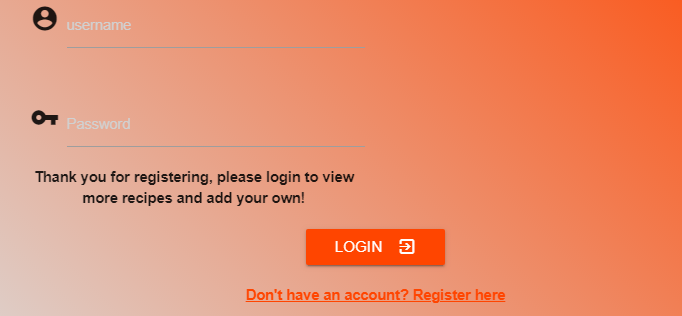 username
Password
Thank you for registering, please login to view
more recipes and add your own!
LOGIN
Don't have an account? Register here